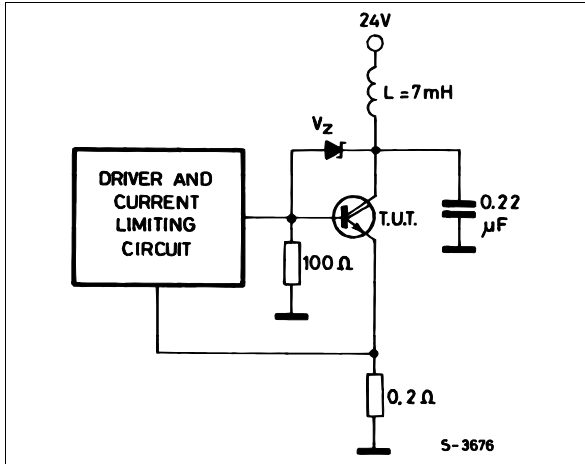 24V
L = 7mH
VZ
DRIVER AND
CURRENT
LIMITING
CIRCUIT
T.U.T.
0.22
µF
100 Ω
0.2 Ω
S-3676